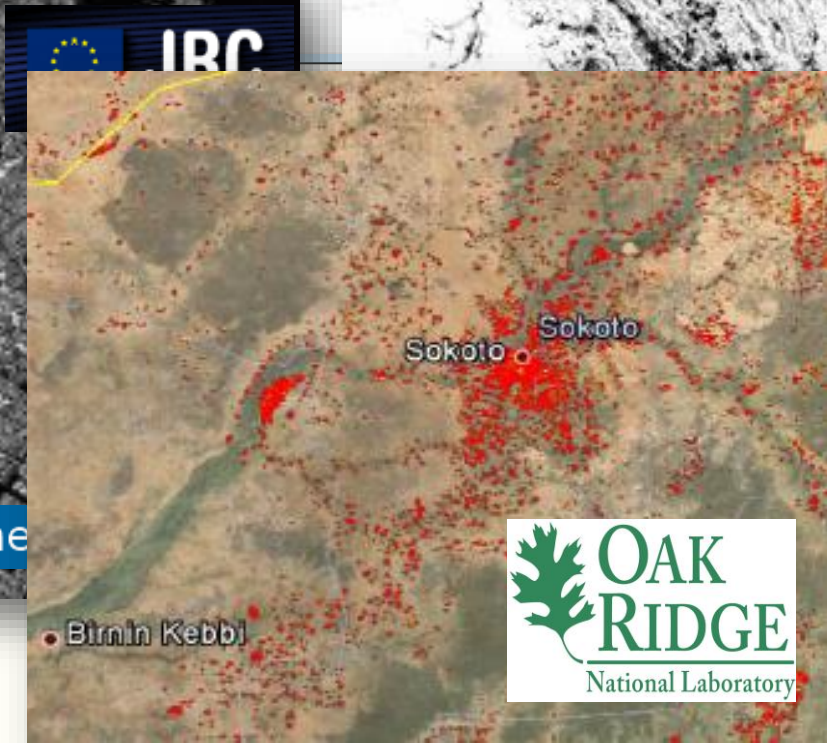 JRC
Sokoto
Sokoto
Birnin Kebbi
OAK
RIDGE
National Laboratory